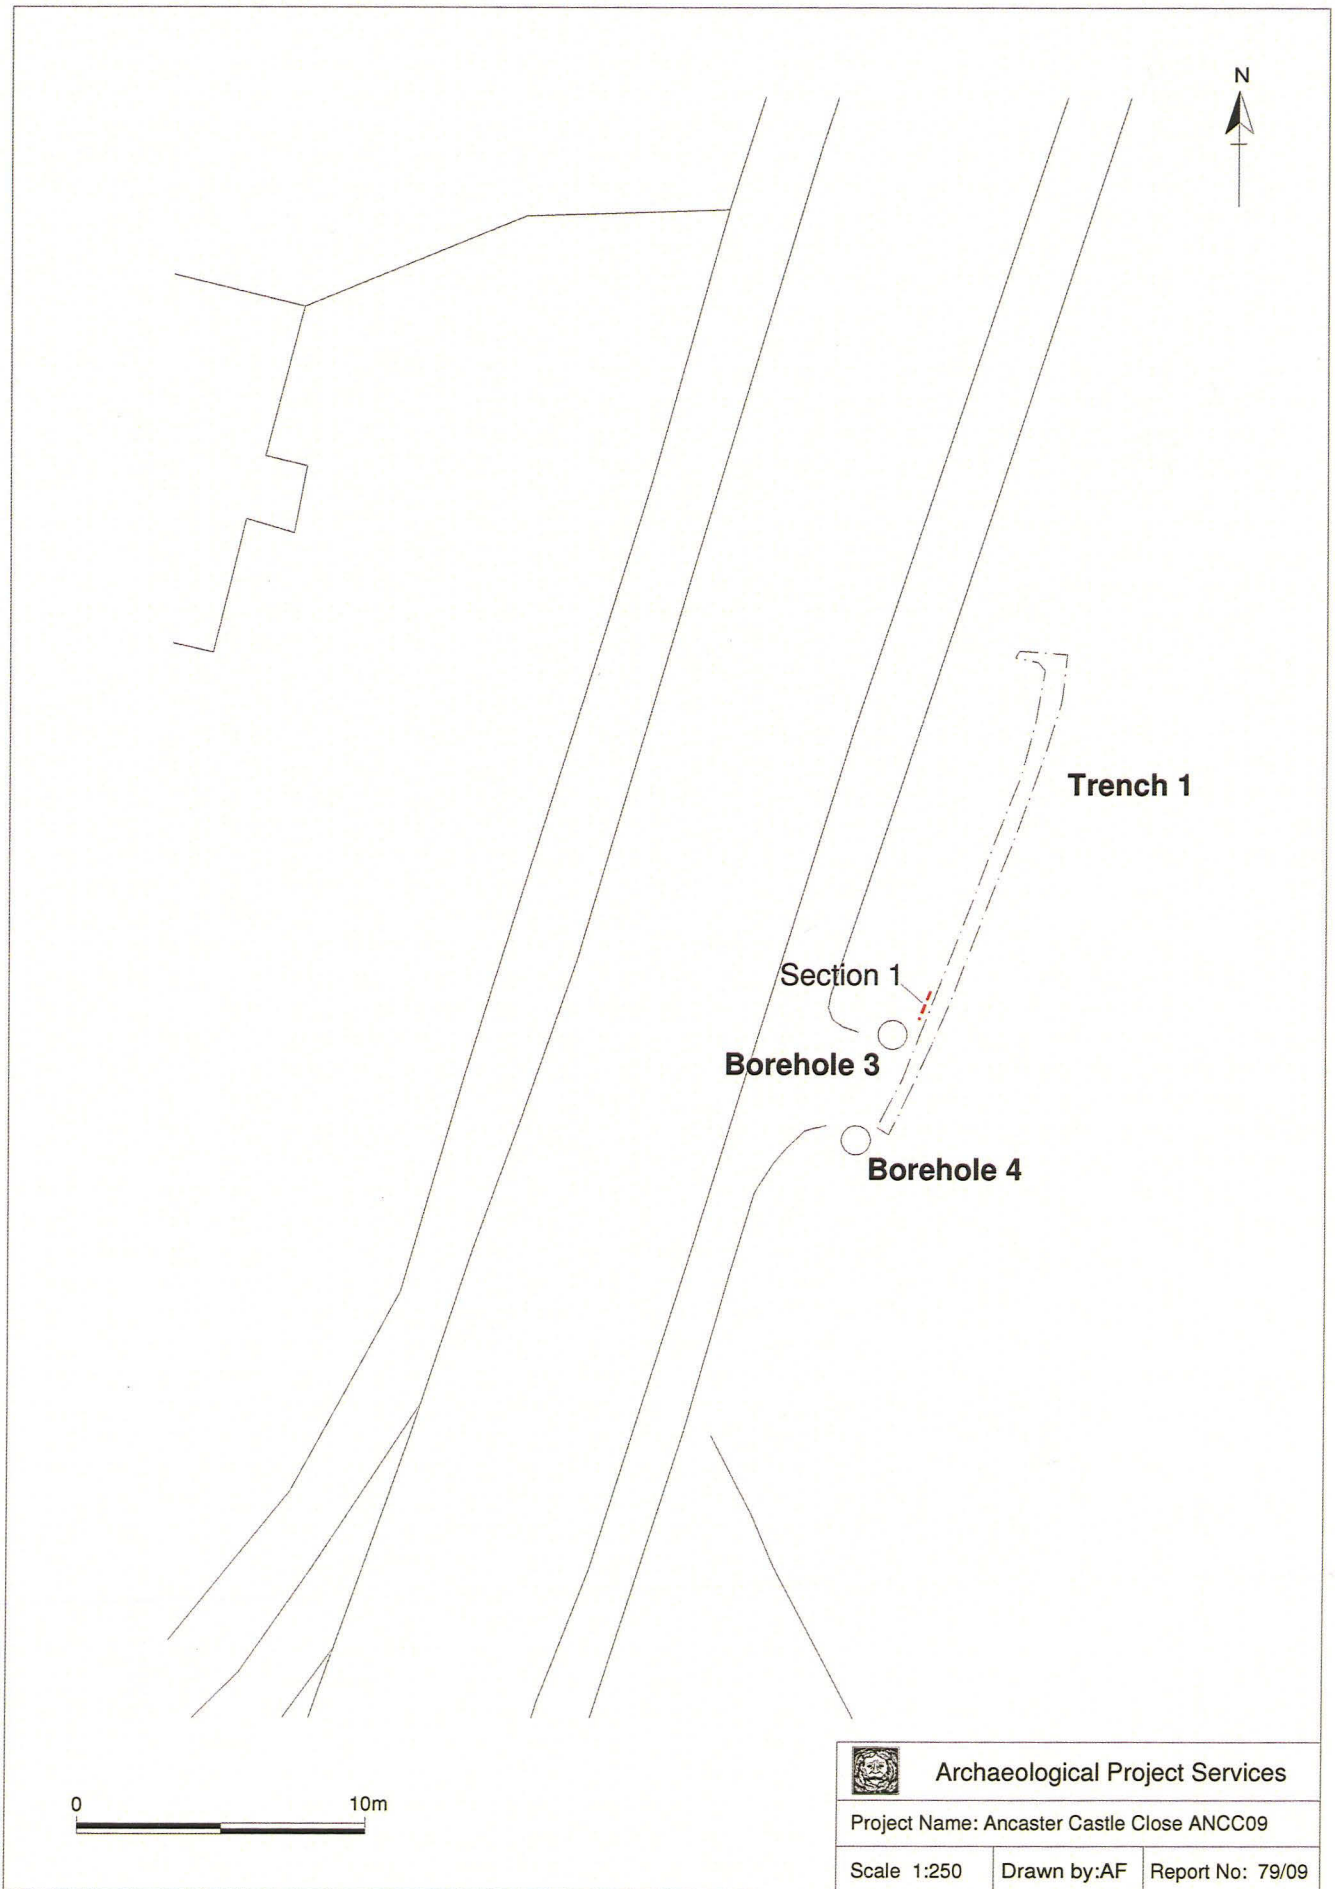 N
Trench 1
Section 1
Borehole 3
Borehole 4
0 10m
Archaeological Project Services
Project Name: Ancaster Castle Close ANCC09
Scale 1:250 Drawn by:AF Report No: 79/09